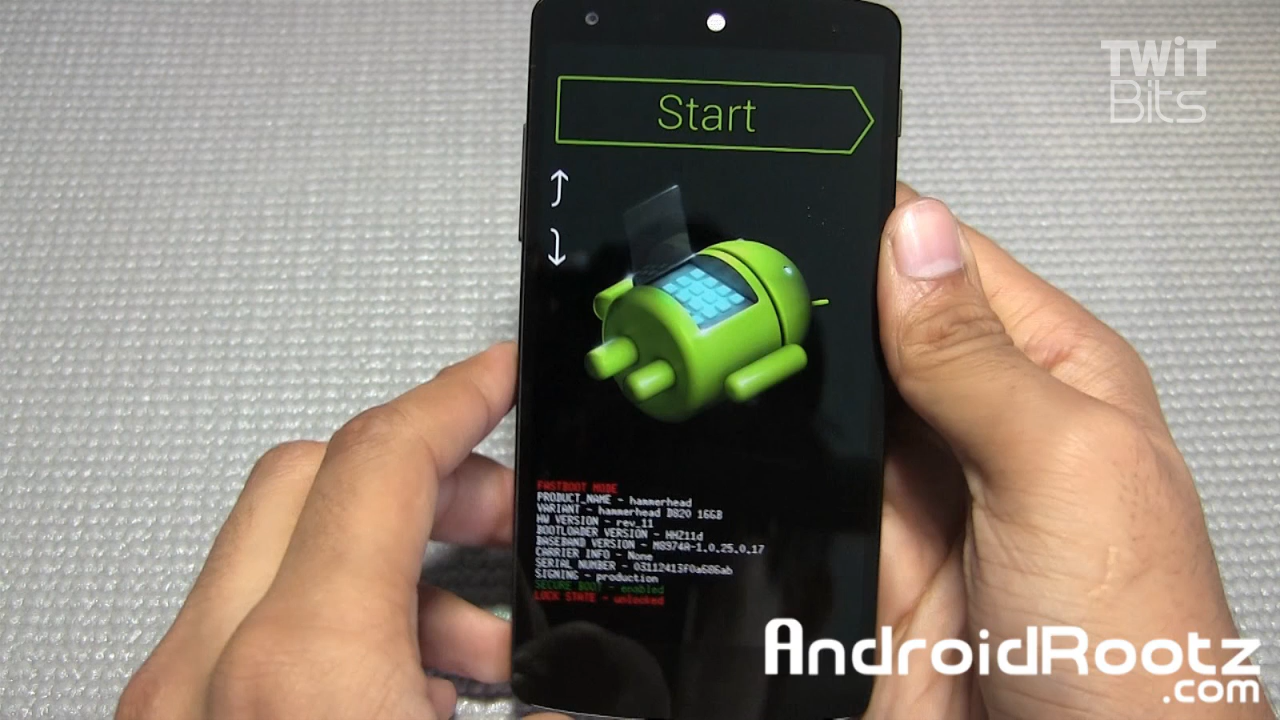 TWiT
Bits
Start
FASTBOOT MODE
PRODUCT_NAME - hammerhead
VARIANT - hammerhead D820 16GB
HW VERSION - rev_11
BOOTLOADER VERSION - HHZ11d
BASEBAND VERSION - M8974A-1.0.25.0.17
CARRIER INFO - None
SERIAL NUMBER - 03112413f0a686ab
SIGNING - production
SECURE BOOT - enabled
LOCK STATE - unlocked
AndroidRootz
.com